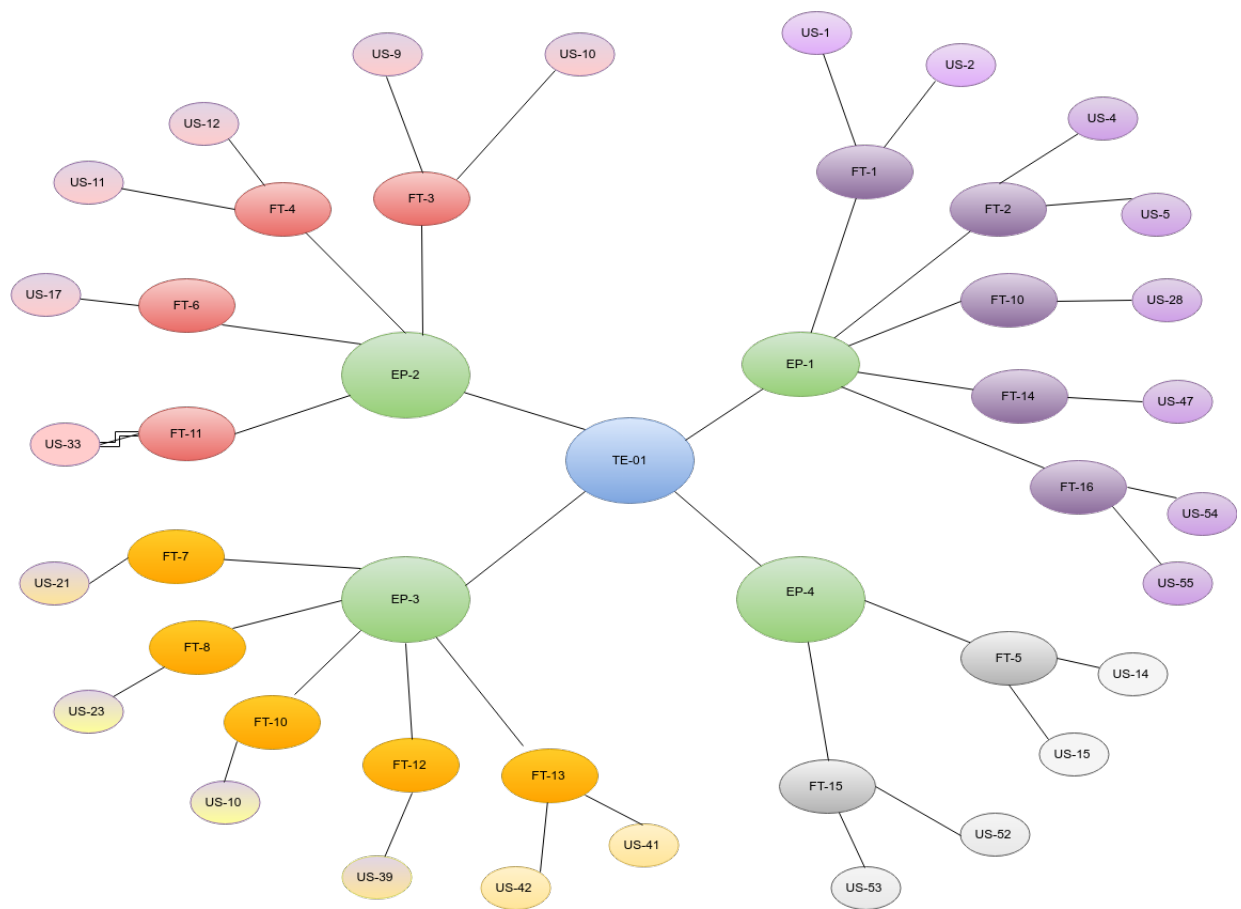 US-1
US-9
US-10
US-2
US-4
US-12
FT-1
US-11
FT-3
FT-4
FT-2
US-5
US-17
FT-6
FT-10
US-28
EP-1
EP-2
FT-14
US-47
US-33
FT-11
TE-01
FT-16
US-54
FT-7
US-21
US-55
EP-3
EP-4
FT-8
FT-5
US-14
US-23
FT-10
US-15
FT-12
FT-13
FT-15
US-10
US-52
US-41
US-39
US-42
US-53